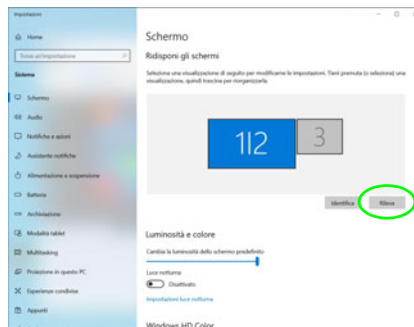 Impostazioni
Home
Trova un'impostazione
Sistema
Schermo
Audio
Notifiche e azioni
Assistente notifiche
Alimentazione e sospensione
Batteria
Archiviazione
Modalità tablet
Multitasking
Proiezione in questo PC
Esperienze condivise
Appunti
Schermo
Ridisponi gli schermi
Seleziona una visualizzazione di seguito per modificarne le impostazioni. Tieni premuta (o seleziona) una
visualizzazione, quindi trascina per riorganizzarla.
1|2
3
Identifica
Rileva
Luminosità e colore
Cambia la luminosità dello schermo predefinito
Luce notturna
Disattivato
Impostazioni luce notturna
Windows HD Color